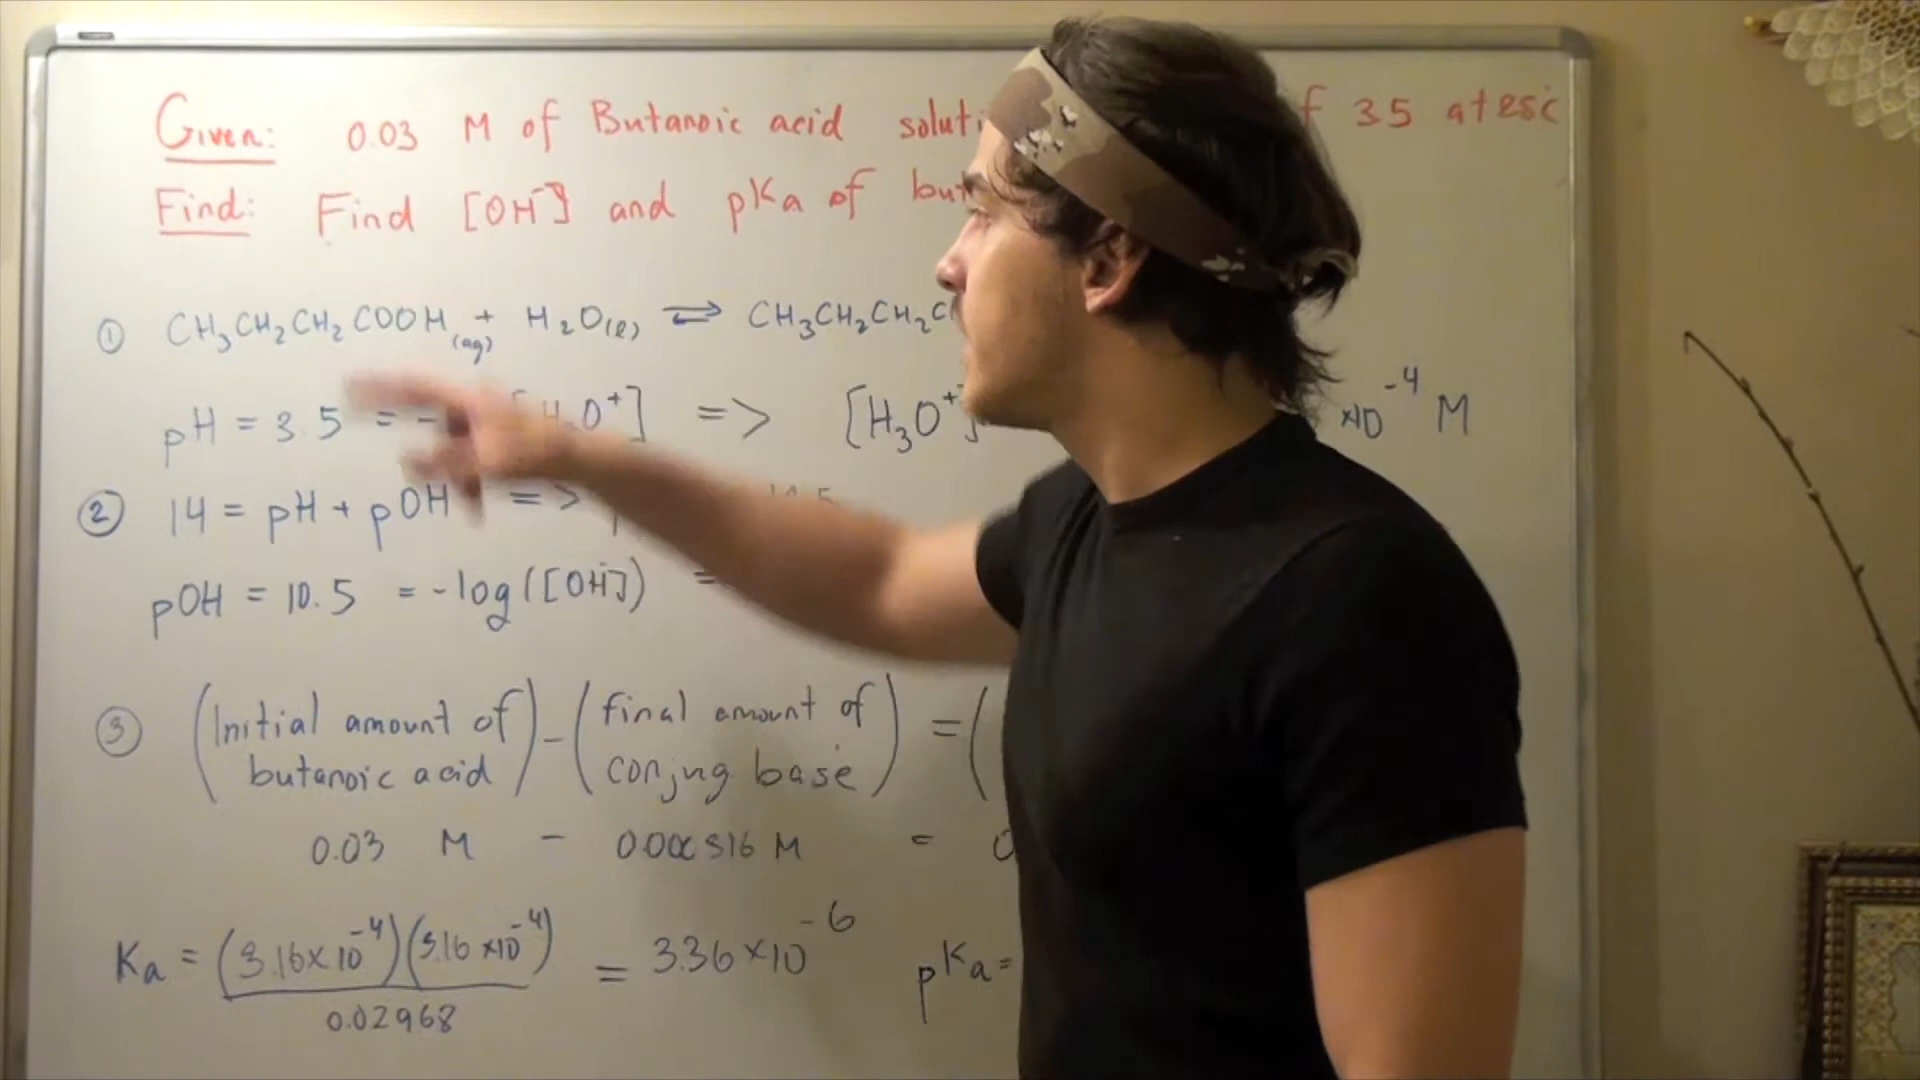 Given: 0.03 M of Butanoic acid soluti f 3.5 at 25C
Find: Find [OH⁻] and pKa of but
① CH₃CH₂CH₂COOH(aq) + H₂O(l) ⇌ CH₃CH₂CH₂C
pH = 3.5 = - [H₃O⁺] => [H₃O⁺] ×10⁻⁴ M
② 14 = pH + pOH =>
pOH = 10.5 = -log([OH⁻]) =
③ (Initial amount of butanoic acid) - (final amount of conjug base) = (
0.03 M - 0.000316 M =
Ka = (3.16×10⁻⁴)(3.16×10⁻⁴) / 0.02968 = 3.36×10⁻⁶ pKa =